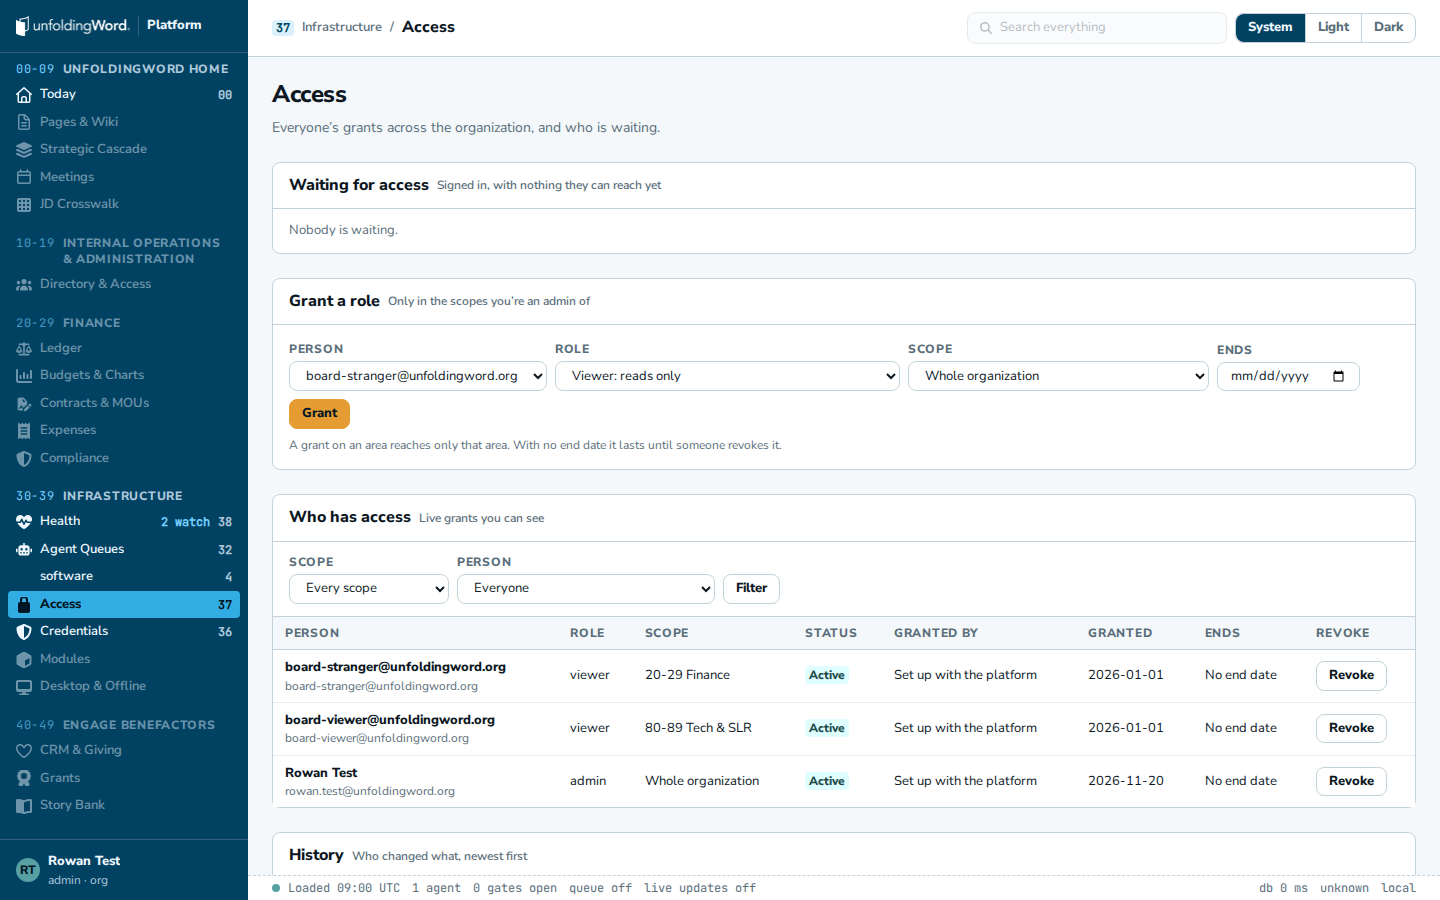 unfoldingWord Platform
00-09 UNFOLDINGWORD HOME
Today 00
Pages & Wiki
Strategic Cascade
Meetings
JD Crosswalk
10-19 INTERNAL OPERATIONS
& ADMINISTRATION
Directory & Access
20-29 FINANCE
Ledger
Budgets & Charts
Contracts & MOUs
Expenses
Compliance
30-39 INFRASTRUCTURE
Health 2 watch 38
Agent Queues 32
software 4
Access 37
Credentials 36
Modules
Desktop & Offline
40-49 ENGAGE BENEFACTORS
CRM & Giving
Grants
Story Bank
RT Rowan Test
admin · org
37 Infrastructure / Access
Search everything
System Light Dark
Access
Everyone's grants across the organization, and who is waiting.
Waiting for access Signed in, with nothing they can reach yet
Nobody is waiting.
Grant a role Only in the scopes you're an admin of
PERSON ROLE SCOPE ENDS
board-stranger@unfoldingword.org Viewer: reads only Whole organization mm/dd/yyyy
Grant
A grant on an area reaches only that area. With no end date it lasts until someone revokes it.
Who has access Live grants you can see
SCOPE PERSON
Every scope Everyone Filter
PERSON ROLE SCOPE STATUS GRANTED BY GRANTED ENDS REVOKE
board-stranger@unfoldingword.org viewer 20-29 Finance Active Set up with the platform 2026-01-01 No end date Revoke
board-stranger@unfoldingword.org
board-viewer@unfoldingword.org viewer 80-89 Tech & SLR Active Set up with the platform 2026-01-01 No end date Revoke
board-viewer@unfoldingword.org
Rowan Test admin Whole organization Active Set up with the platform 2026-11-20 No end date Revoke
rowan.test@unfoldingword.org
History Who changed what, newest first
Loaded 09:00 UTC 1 agent 0 gates open queue off live updates off db 0 ms unknown local